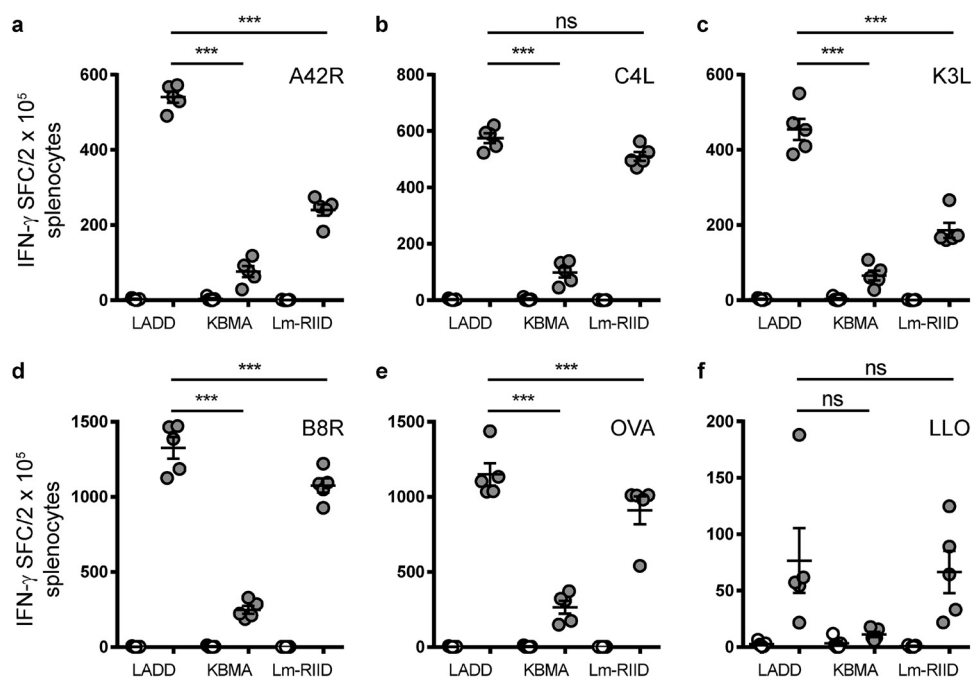 a
***
***
A42R
600
400
200
0
IFN-γ SFC/2 x 10⁵
splenocytes
LADD KBMA Lm-RIID
b
ns
***
C4L
800
600
400
200
0
LADD KBMA Lm-RIID
c
***
***
K3L
600
400
200
0
LADD KBMA Lm-RIID
d
***
***
B8R
1500
1000
500
0
IFN-γ SFC/2 x 10⁵
splenocytes
LADD KBMA Lm-RIID
e
***
***
OVA
1500
1000
500
0
LADD KBMA Lm-RIID
f
ns
ns
LLO
200
150
100
50
0
LADD KBMA Lm-RIID